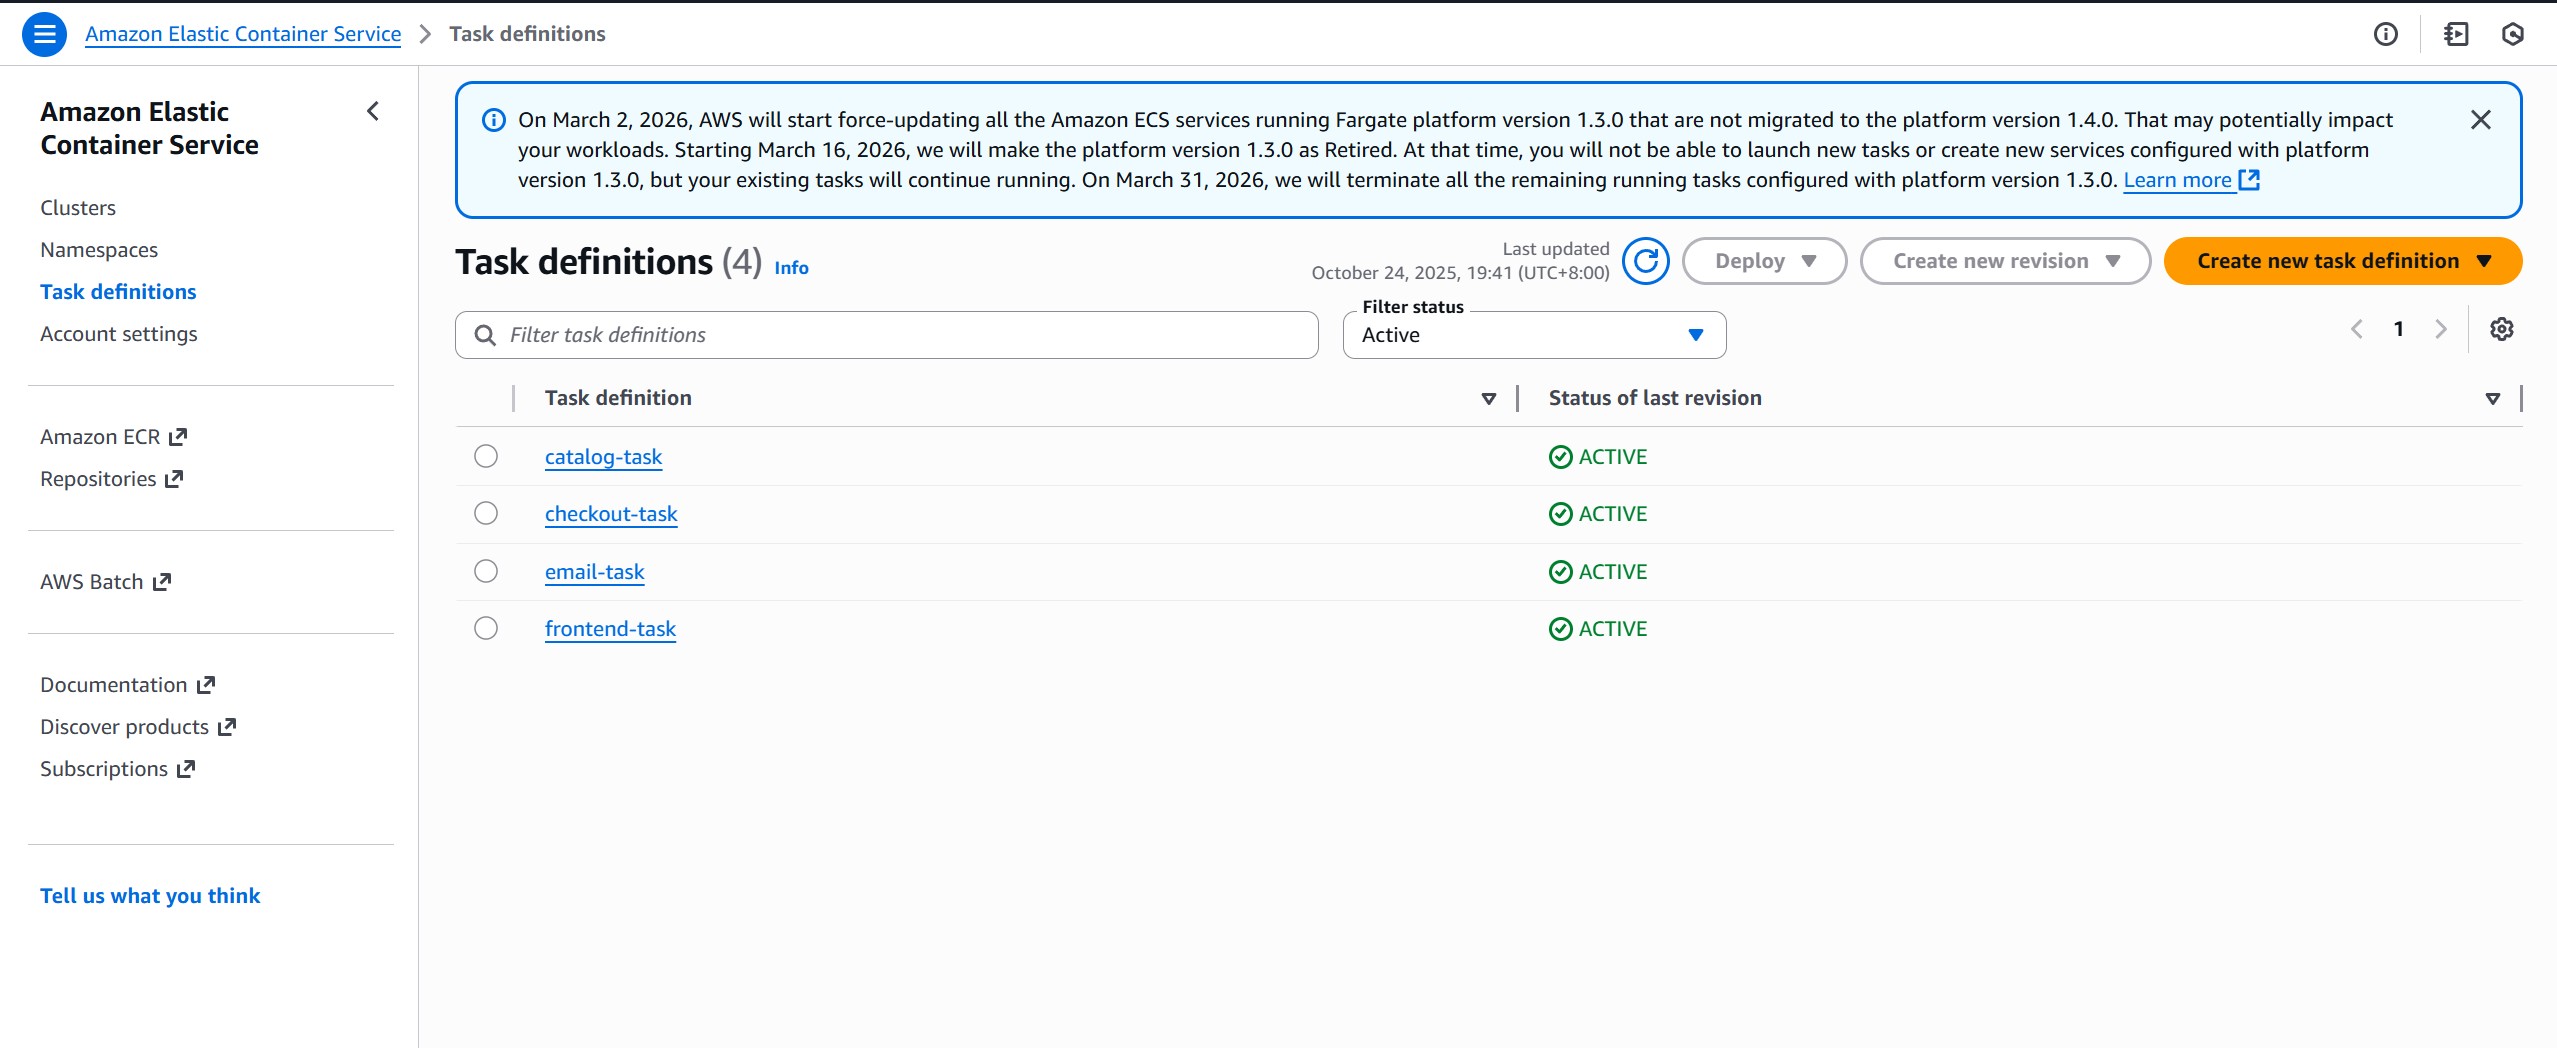 Amazon Elastic Container Service > Task definitions
Amazon Elastic
Container Service
Clusters
Namespaces
Task definitions
Account settings
Amazon ECR
Repositories
AWS Batch
Documentation
Discover products
Subscriptions
Tell us what you think
On March 2, 2026, AWS will start force-updating all the Amazon ECS services running Fargate platform version 1.3.0 that are not migrated to the platform version 1.4.0. That may potentially impact
your workloads. Starting March 16, 2026, we will make the platform version 1.3.0 as Retired. At that time, you will not be able to launch new tasks or create new services configured with platform
version 1.3.0, but your existing tasks will continue running. On March 31, 2026, we will terminate all the remaining running tasks configured with platform version 1.3.0. Learn more
Task definitions (4) Info
Last updated
October 24, 2025, 19:41 (UTC+8:00)
Deploy
Create new revision
Create new task definition
Filter task definitions
Filter status
Active
1
Task definition
Status of last revision
catalog-task ACTIVE
checkout-task ACTIVE
email-task ACTIVE
frontend-task ACTIVE